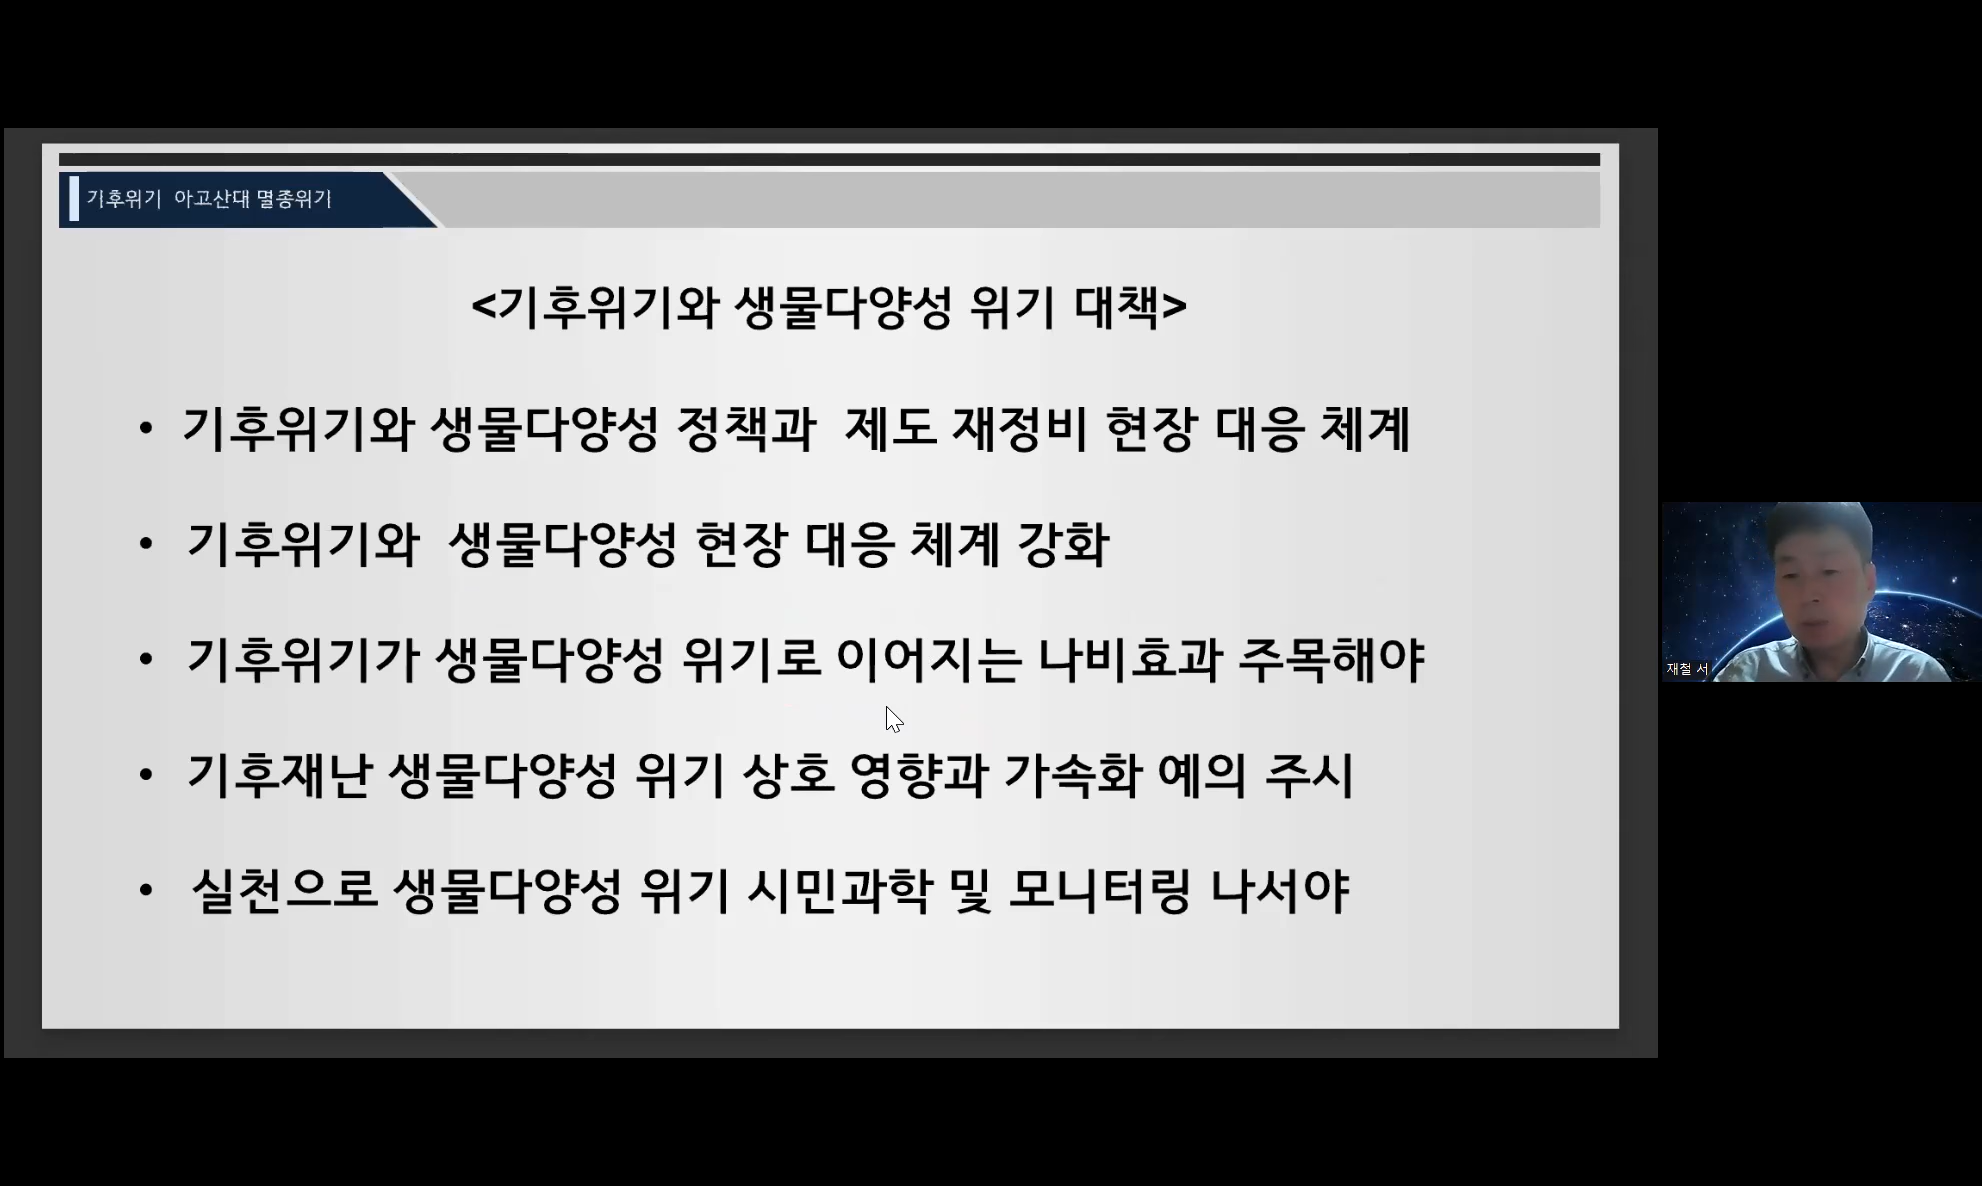 기후위기 아고산대 멸종위기
<기후위기와 생물다양성 위기 대책>
• 기후위기와 생물다양성 정책과 제도 재정비 현장 대응 체계
• 기후위기와 생물다양성 현장 대응 체계 강화
• 기후위기가 생물다양성 위기로 이어지는 나비효과 주목해야
• 기후재난 생물다양성 위기 상호 영향과 가속화 예의 주시
• 실천으로 생물다양성 위기 시민과학 및 모니터링 나서야
재철 서